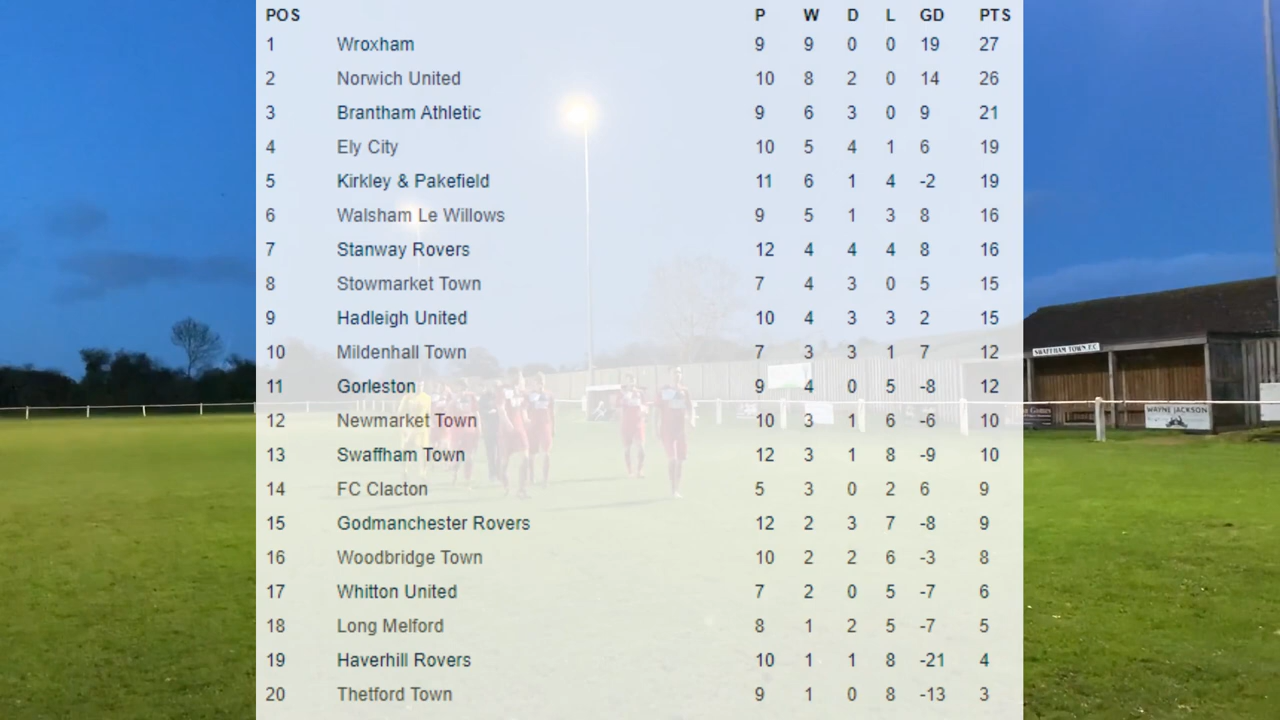 POS P W D L GD PTS
1 Wroxham 9 9 0 0 19 27
2 Norwich United 10 8 2 0 14 26
3 Brantham Athletic 9 6 3 0 9 21
4 Ely City 10 5 4 1 6 19
5 Kirkley & Pakefield 11 6 1 4 -2 19
6 Walsham Le Willows 9 5 1 3 8 16
7 Stanway Rovers 12 4 4 4 8 16
8 Stowmarket Town 7 4 3 0 5 15
9 Hadleigh United 10 4 3 3 2 15
10 Mildenhall Town 7 3 3 1 7 12
SWAFFHAM TOWN F.C
11 Gorleston 9 4 0 5 -8 12
WAYNE JACKSON
12 Newmarket Town 10 3 1 6 -6 10
13 Swaffham Town 12 3 1 8 -9 10
14 FC Clacton 5 3 0 2 6 9
15 Godmanchester Rovers 12 2 3 7 -8 9
16 Woodbridge Town 10 2 2 6 -3 8
17 Whitton United 7 2 0 5 -7 6
18 Long Melford 8 1 2 5 -7 5
19 Haverhill Rovers 10 1 1 8 -21 4
20 Thetford Town 9 1 0 8 -13 3